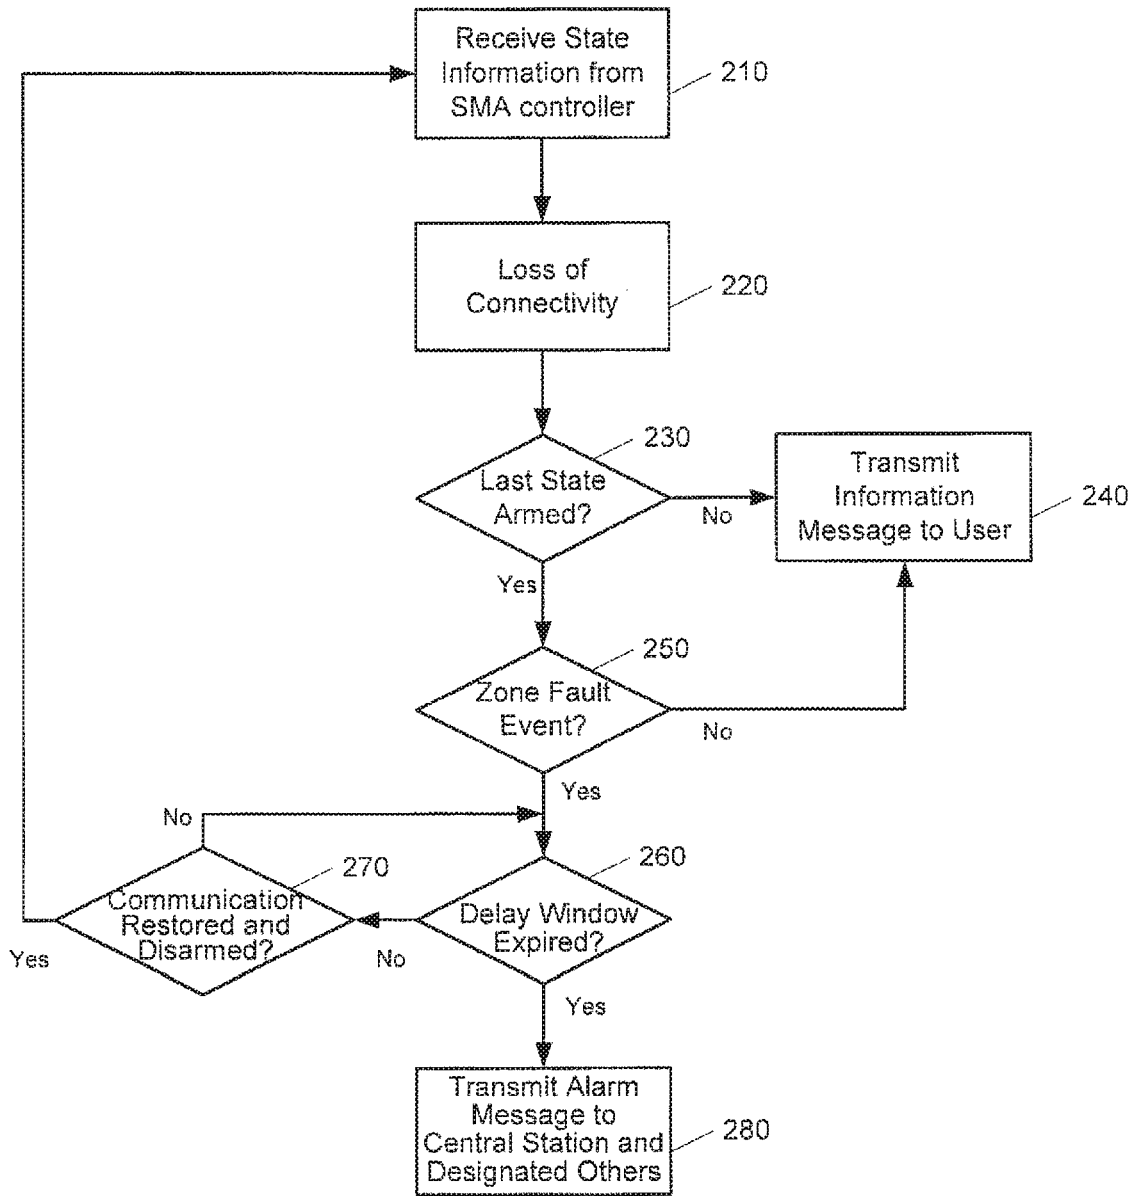 Receive State
Information from
SMA controller
210
Loss of
Connectivity
220
230
Last State
Armed?
No
Yes
Transmit
Information
Message to User
240
250
Zone Fault
Event?
No
Yes
No
270
Communication
Restored and
Disarmed?
Yes
260
Delay Window
Expired?
No
Yes
Transmit Alarm
Message to
Central Station and
Designated Others
280